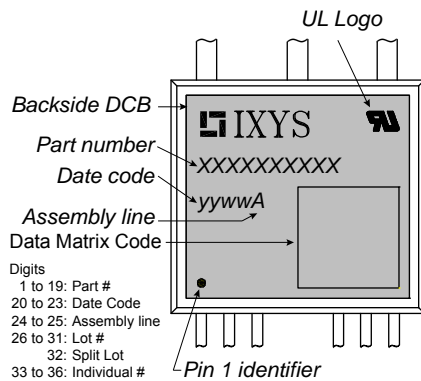 UL Logo
Backside DCB
IXYS
Part number
XXXXXXXXXX
Date code
yywwA
Assembly line
Data Matrix Code
Digits
1 to 19: Part #
20 to 23: Date Code
24 to 25: Assembly line
26 to 31: Lot #
32: Split Lot
33 to 36: Individual #
Pin 1 identifier